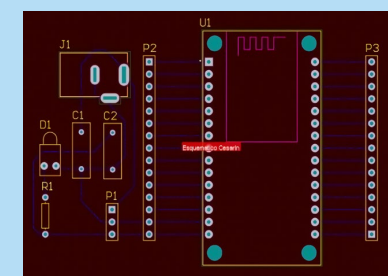 U1
J1
P2
P3
C1
C2
D1
Esquematico Ceserin
R1
P1